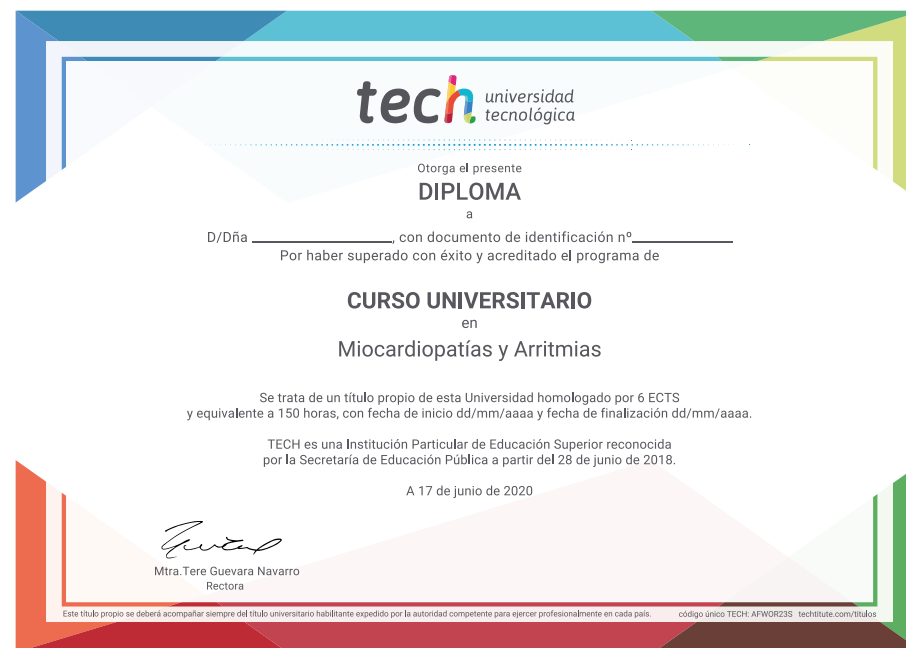 tech universidad
tecnológica
Otorga el presente
DIPLOMA
a
D/Dña ____________________, con documento de identificación nº______________
Por haber superado con éxito y acreditado el programa de
CURSO UNIVERSITARIO
en
Miocardiopatías y Arritmias
Se trata de un título propio de esta Universidad homologado por 6 ECTS
y equivalente a 150 horas, con fecha de inicio dd/mm/aaaa y fecha de finalización dd/mm/aaaa.
TECH es una Institución Particular de Educación Superior reconocida
por la Secretaría de Educación Pública a partir del 28 de junio de 2018.
A 17 de junio de 2020
Mtra.Tere Guevara Navarro
Rectora
Este título propio se deberá acompañar siempre del título universitario habilitante expedido por la autoridad competente para ejercer profesionalmente en cada país. código único TECH: AFWOR23S techtitute.com/titulos